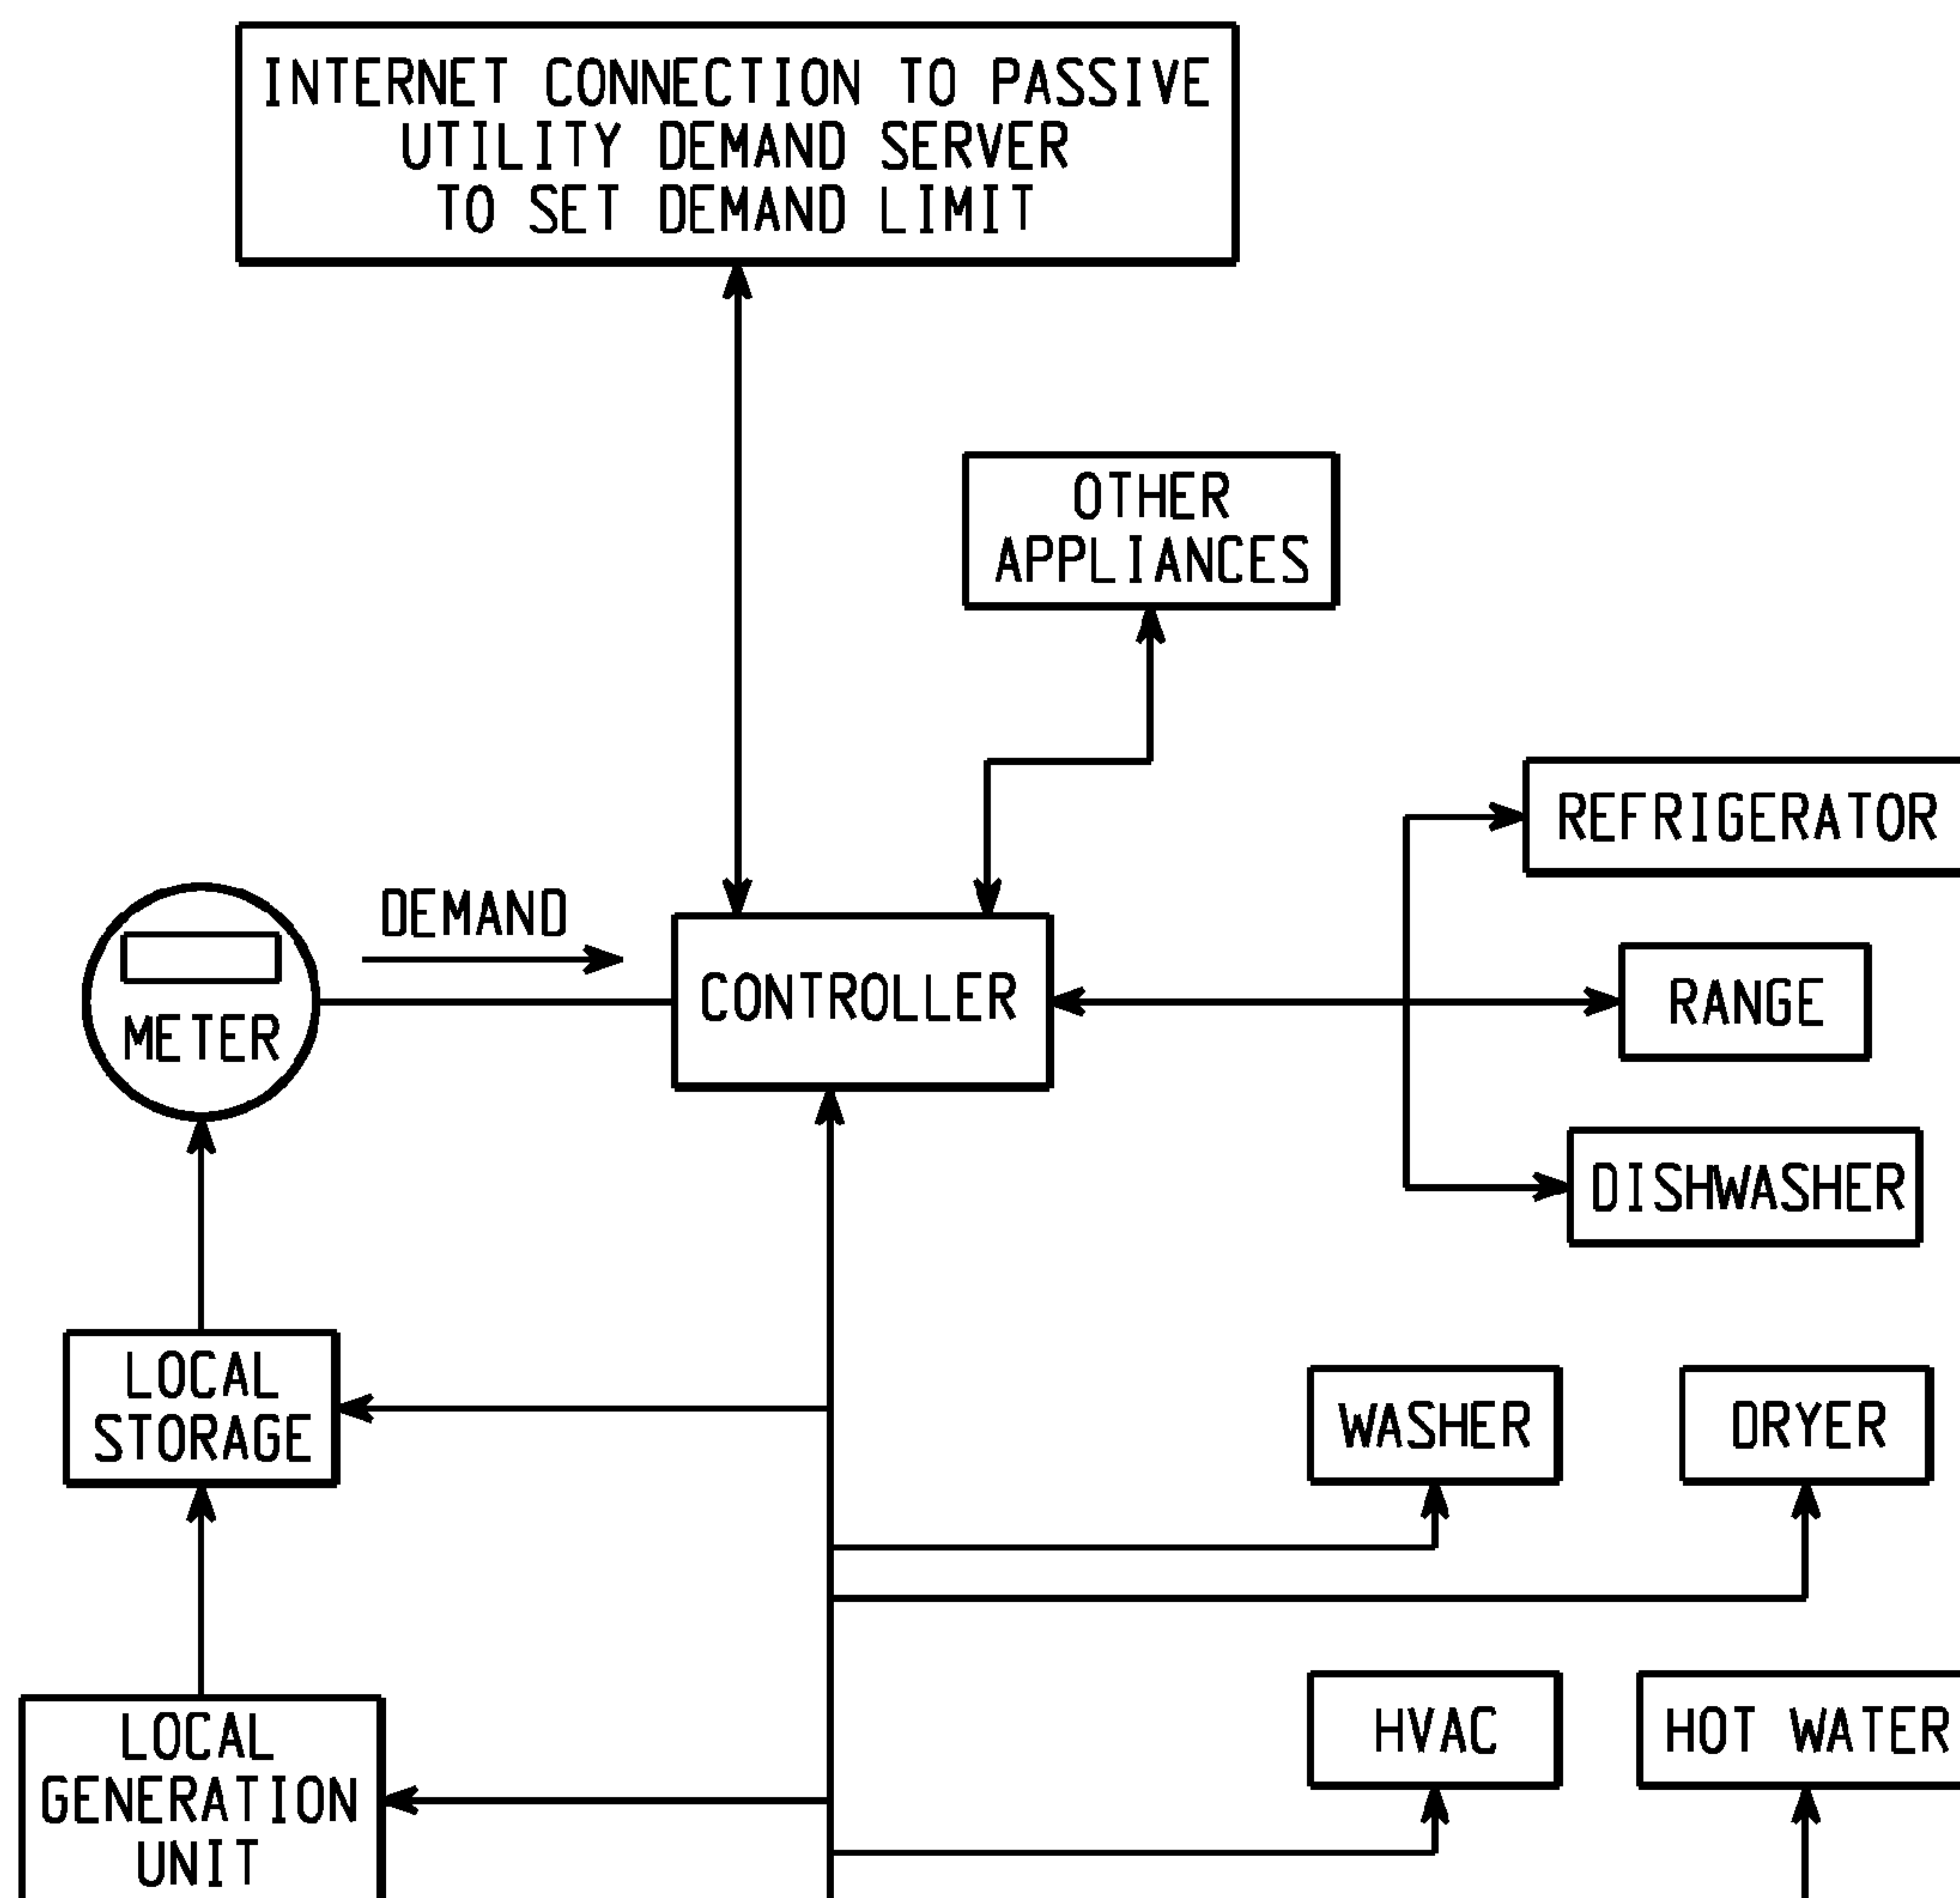 INTERNET CONNECTION TO PASSIVE
UTILITY DEMAND SERVER
TO SET DEMAND LIMIT
OTHER
APPLIANCES
REFRIGERATOR
DEMAND
METER
CONTROLLER
RANGE
DISHWASHER
LOCAL
STORAGE
WASHER
DRYER
LOCAL
GENERATION
UNIT
HVAC
HOT WATER